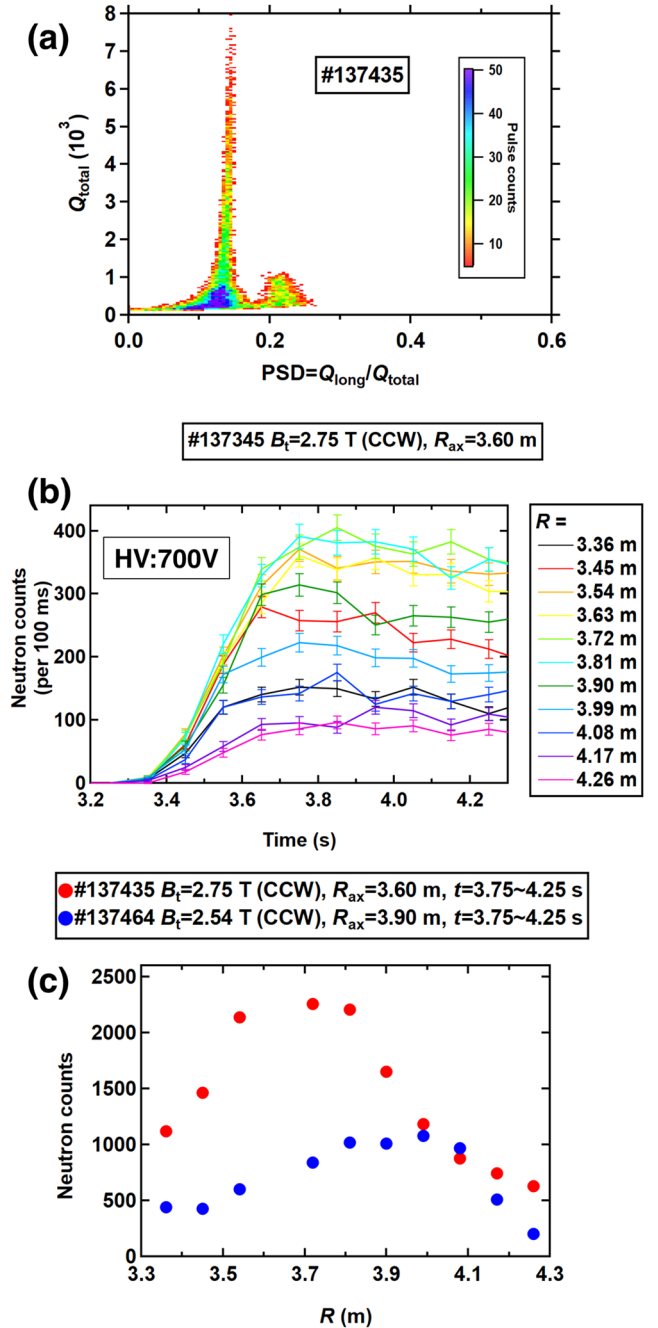 (a)
#137435
Q_total (10^3)
8
7
6
5
4
3
2
1
0
50
40
30
20
10
Pulse counts
0.0 0.2 0.4 0.6
PSD=Q_long/Q_total
#137345 B_t=2.75 T (CCW), R_ax=3.60 m
(b)
HV:700V
Neutron counts
(per 100 ms)
400
300
200
100
0
3.2 3.4 3.6 3.8 4.0 4.2
Time (s)
R =
3.36 m
3.45 m
3.54 m
3.63 m
3.72 m
3.81 m
3.90 m
3.99 m
4.08 m
4.17 m
4.26 m
#137435 B_t=2.75 T (CCW), R_ax=3.60 m, t=3.75~4.25 s
#137464 B_t=2.54 T (CCW), R_ax=3.90 m, t=3.75~4.25 s
(c)
Neutron counts
2500
2000
1500
1000
500
0
3.3 3.5 3.7 3.9 4.1 4.3
R (m)